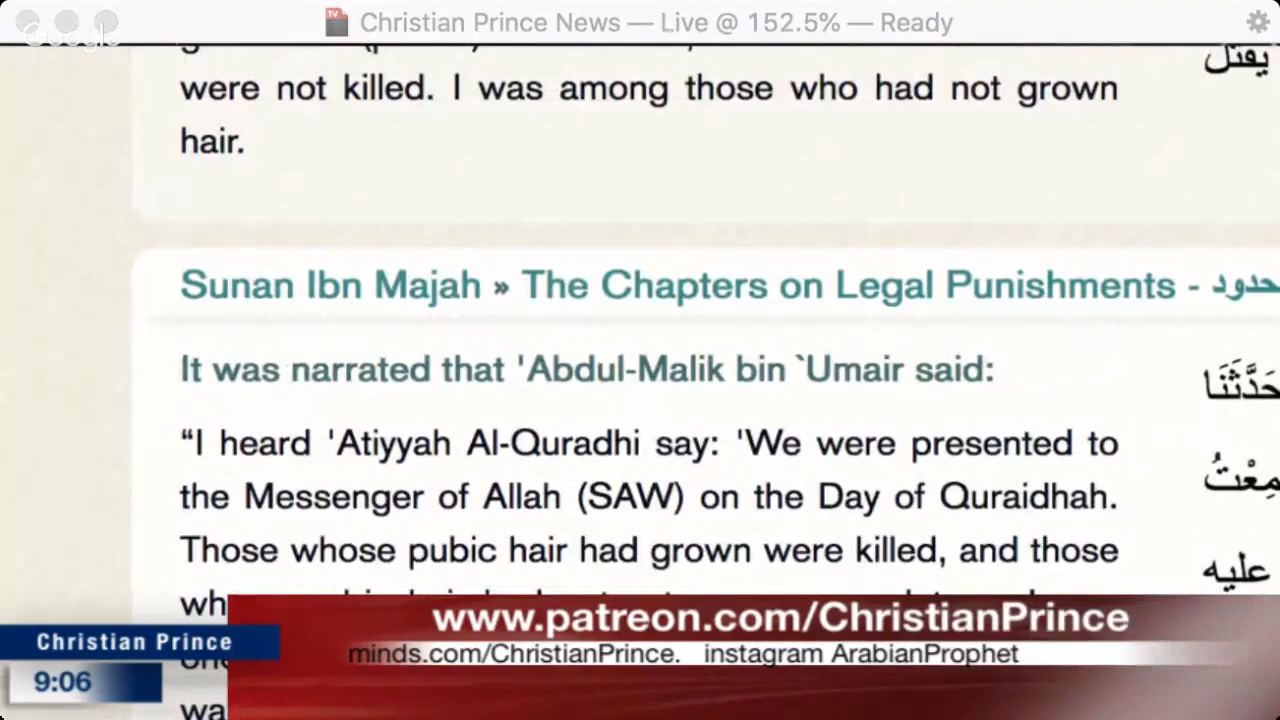 Christian Prince News — Live @ 152.5% — Ready
Google
يقتل
were not killed. I was among those who had not grown
hair.
Sunan Ibn Majah » The Chapters on Legal Punishments - حدود
It was narrated that 'Abdul-Malik bin `Umair said:
حَدَّثَنَا
“I heard 'Atiyyah Al-Quradhi say: 'We were presented to
the Messenger of Allah (SAW) on the Day of Quraidhah.
Those whose pubic hair had grown were killed, and those
عليه
www.patreon.com/ChristianPrince
Christian Prince
minds.com/ChristianPrince. instagram ArabianProphet
9:06